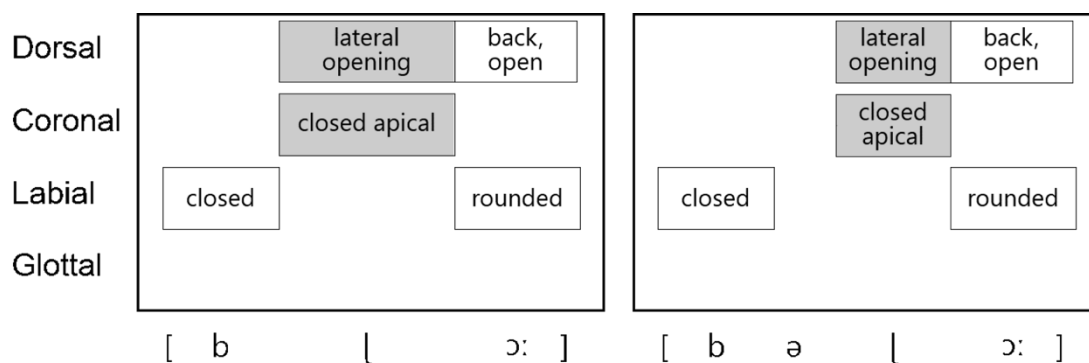 Dorsal
lateral
opening
back,
open
lateral
opening
back,
open
Coronal
closed apical
closed
apical
Labial
closed
rounded
closed
rounded
Glottal
[ b ɭ ɔː ]
[ b ə ɭ ɔː ]